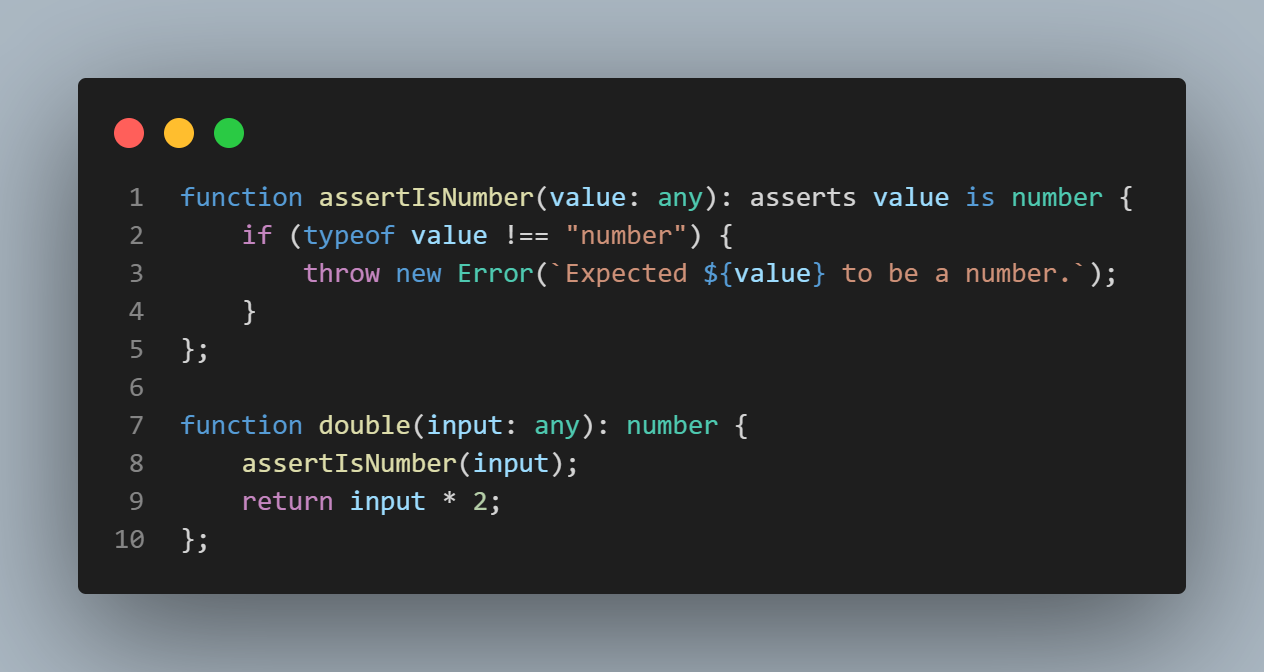 1 function assertIsNumber(value: any): asserts value is number {
2     if (typeof value !== "number") {
3         throw new Error(`Expected ${value} to be a number.`);
4     }
5 };
6
7 function double(input: any): number {
8     assertIsNumber(input);
9     return input * 2;
10 };